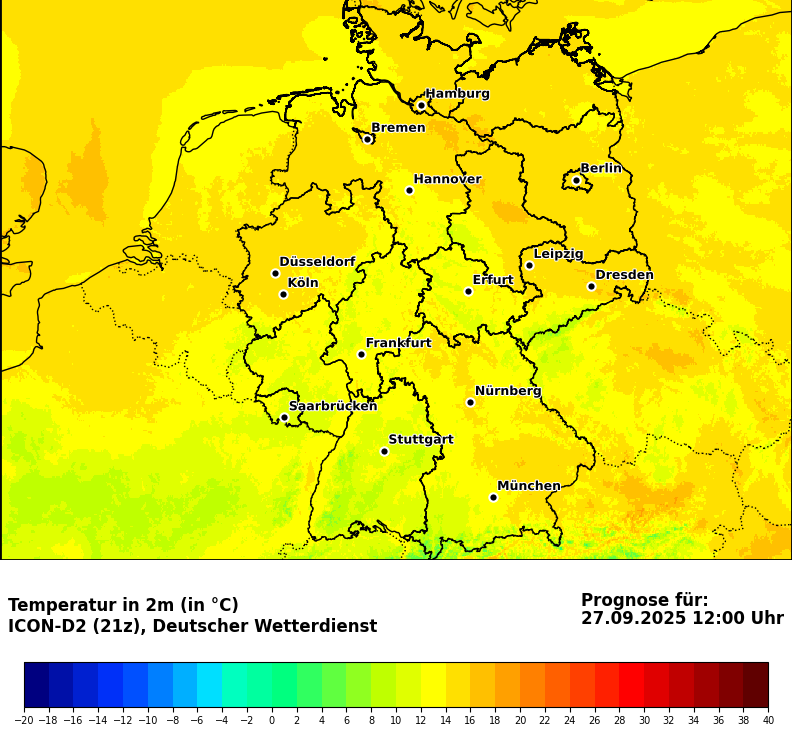 Hamburg
Bremen
Berlin
Hannover
Leipzig
Düsseldorf
Dresden
Köln
Erfurt
Frankfurt
Nürnberg
Saarbrücken
Stuttgart
München
Temperatur in 2m (in °C)
ICON-D2 (21z), Deutscher Wetterdienst
Prognose für:
27.09.2025 12:00 Uhr
−20 −18 −16 −14 −12 −10 −8 −6 −4 −2 0 2 4 6 8 10 12 14 16 18 20 22 24 26 28 30 32 34 36 38 40